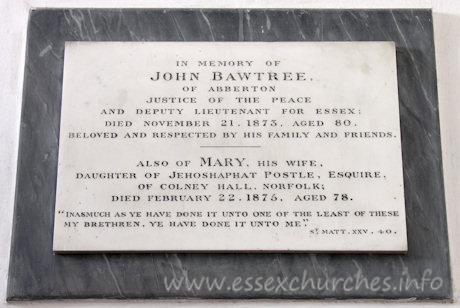 IN MEMORY OF
JOHN BAWTREE,
OF ABBERTON
JUSTICE OF THE PEACE
AND DEPUTY LIEUTENANT FOR ESSEX;
DIED NOVEMBER 21. 1873, AGED 80.
BELOVED AND RESPECTED BY HIS FAMILY AND FRIENDS.
ALSO OF MARY, HIS WIFE,
DAUGHTER OF JEHOSHAPHAT POSTLE, ESQUIRE,
OF COLNEY HALL, NORFOLK;
DIED FEBRUARY 22. 1875, AGED 78.
"INASMUCH AS YE HAVE DONE IT UNTO ONE OF THE LEAST OF THESE
MY BRETHREN, YE HAVE DONE IT UNTO ME".
ST MATT. XXV. 40.
www.essexchurches.info